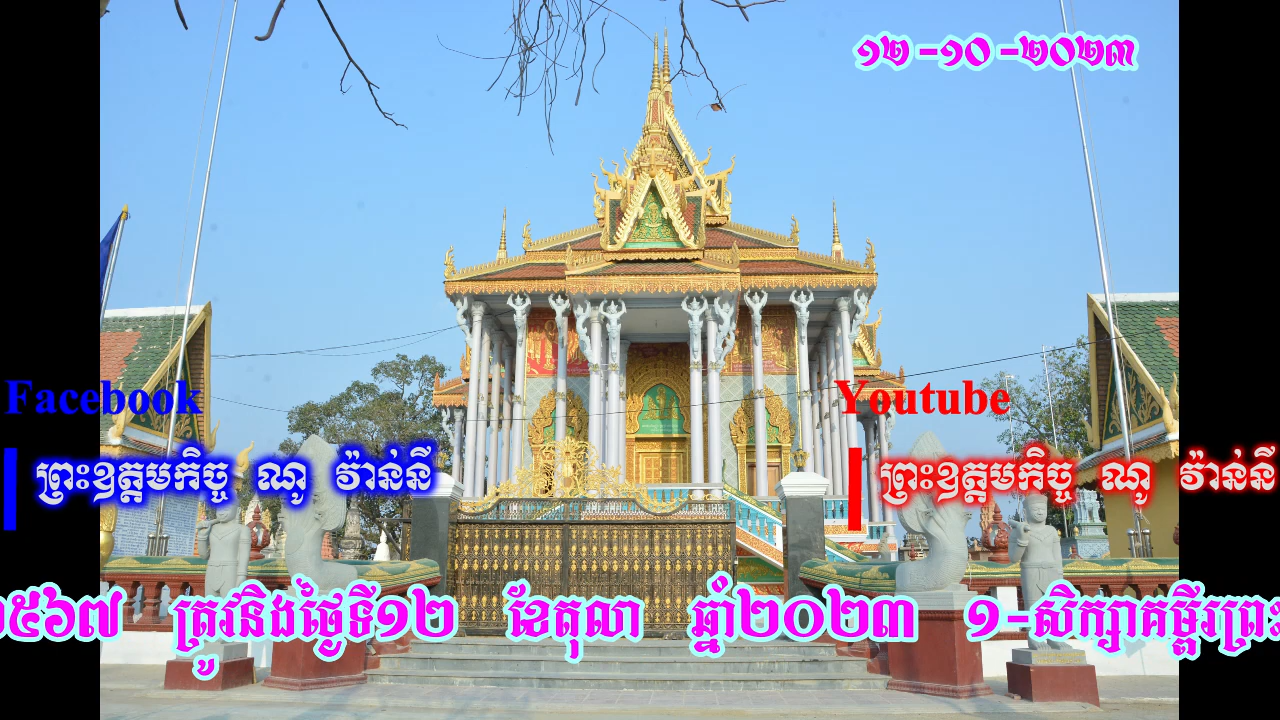 ១២-១០-២០២៣
Facebook
Youtube
ព្រះឧត្តមកិច្ច ណូ វ៉ាន់នី
ព្រះឧត្តមកិច្ច ណូ វ៉ាន់នី
៥៦៧ ត្រូវនិងថ្ងៃទី១២ ខែតុលា ឆ្នាំ២០២៣ ១-សិក្សាគម្ពីរព្រះ